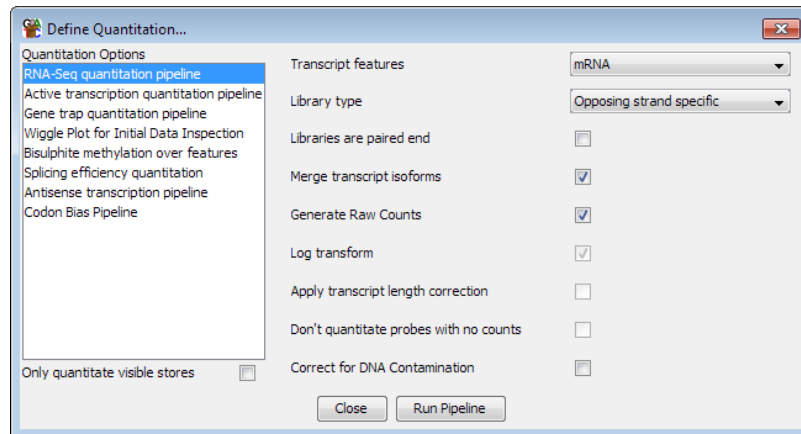 Define Quantitation...
Quantitation Options
RNA-Seq quantitation pipeline
Active transcription quantitation pipeline
Gene trap quantitation pipeline
Wiggle Plot for Initial Data Inspection
Bisulphite methylation over features
Splicing efficiency quantitation
Antisense transcription pipeline
Codon Bias Pipeline
Only quantitate visible stores
Transcript features mRNA
Library type Opposing strand specific
Libraries are paired end
Merge transcript isoforms
Generate Raw Counts
Log transform
Apply transcript length correction
Don't quantitate probes with no counts
Correct for DNA Contamination
Close Run Pipeline